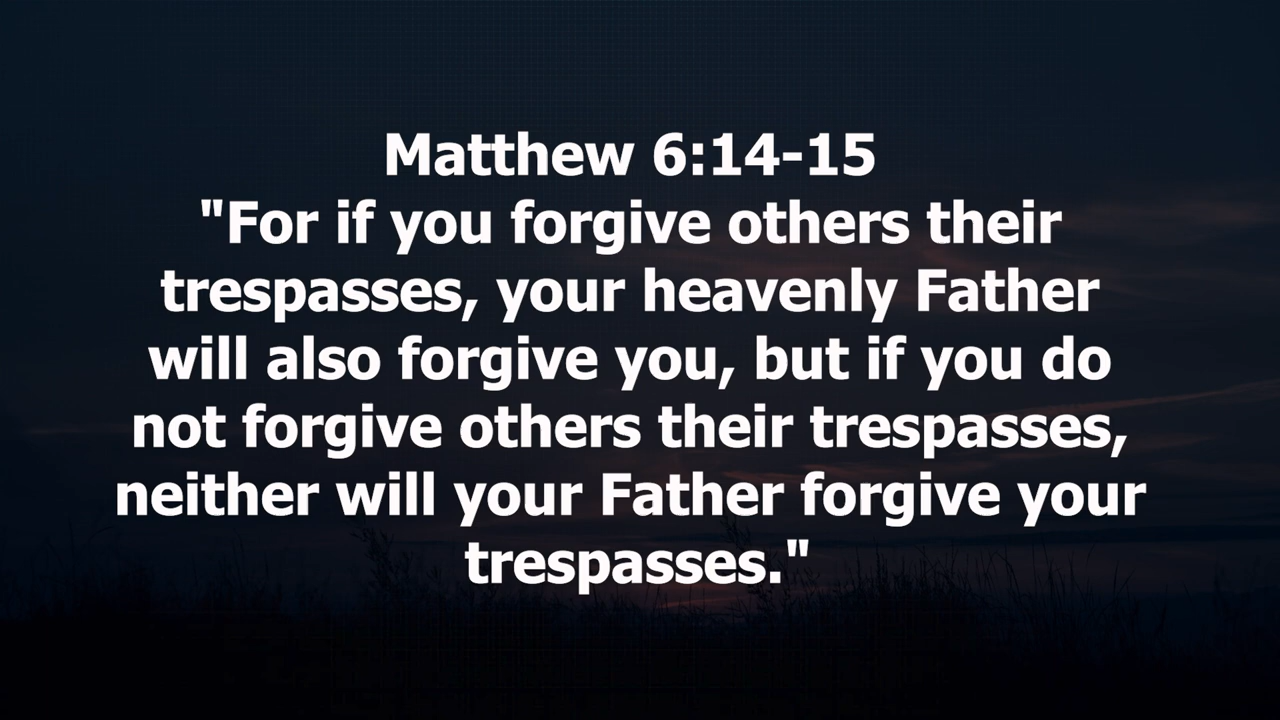 Matthew 6:14-15
"For if you forgive others their
trespasses, your heavenly Father
will also forgive you, but if you do
not forgive others their trespasses,
neither will your Father forgive your
trespasses."